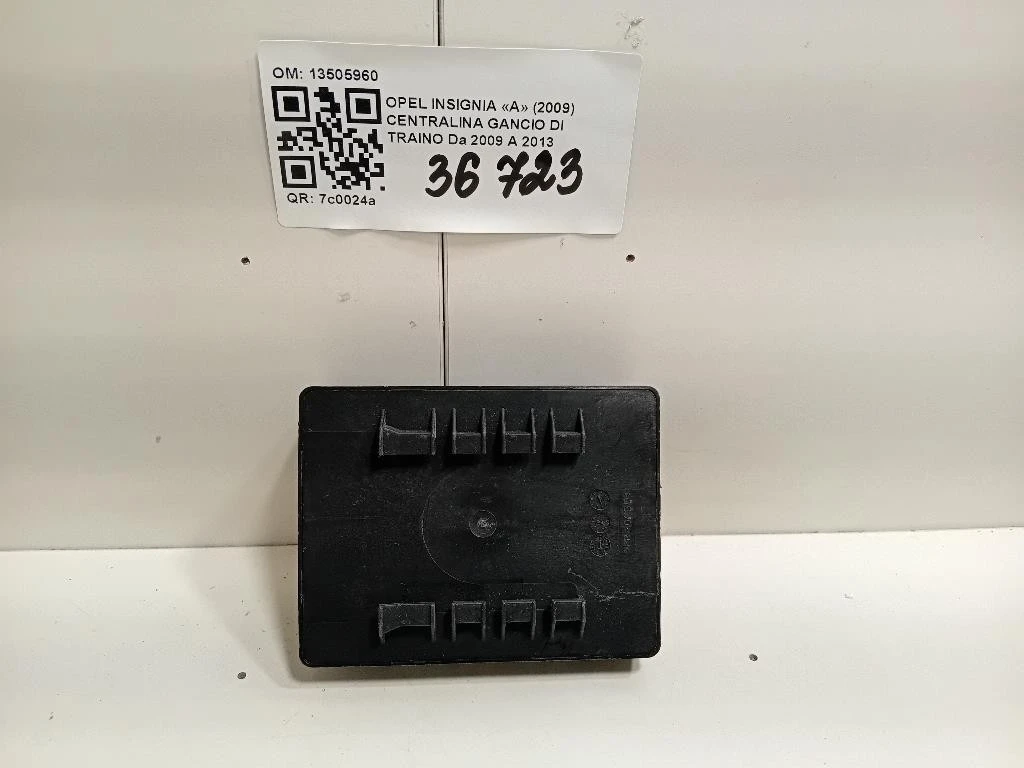 OM: 13505960
OPEL INSIGNIA «A» (2009)
CENTRALINA GANCIO DI
TRAINO Da 2009 A 2013
36 723
QR: 7c0024a